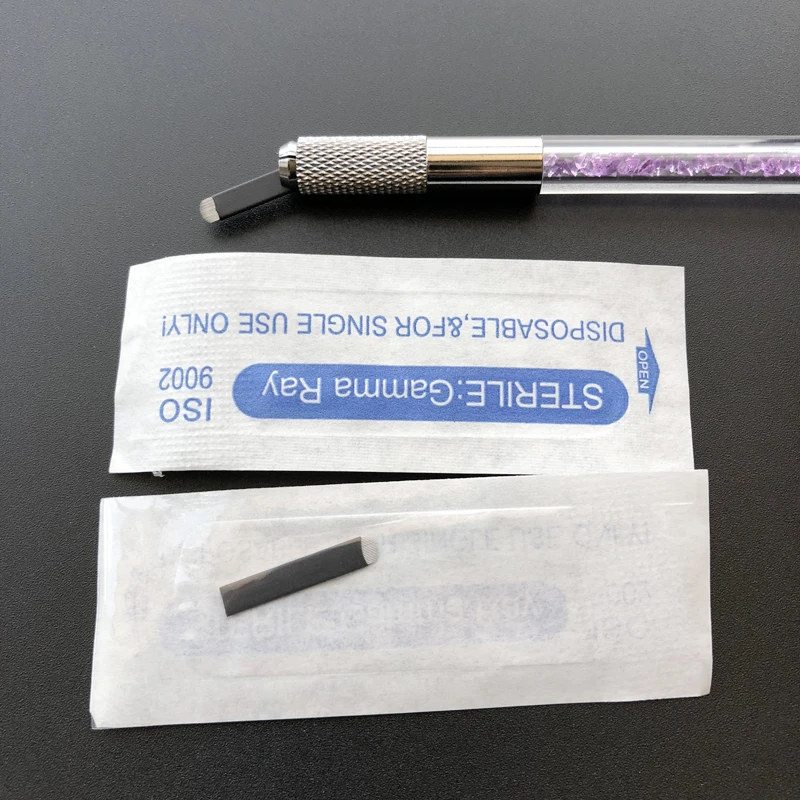 OPEN
STERILE:Gamma Ray
ISO
9002
DISPOSABLE,&FOR SINGLE USE ONLY!